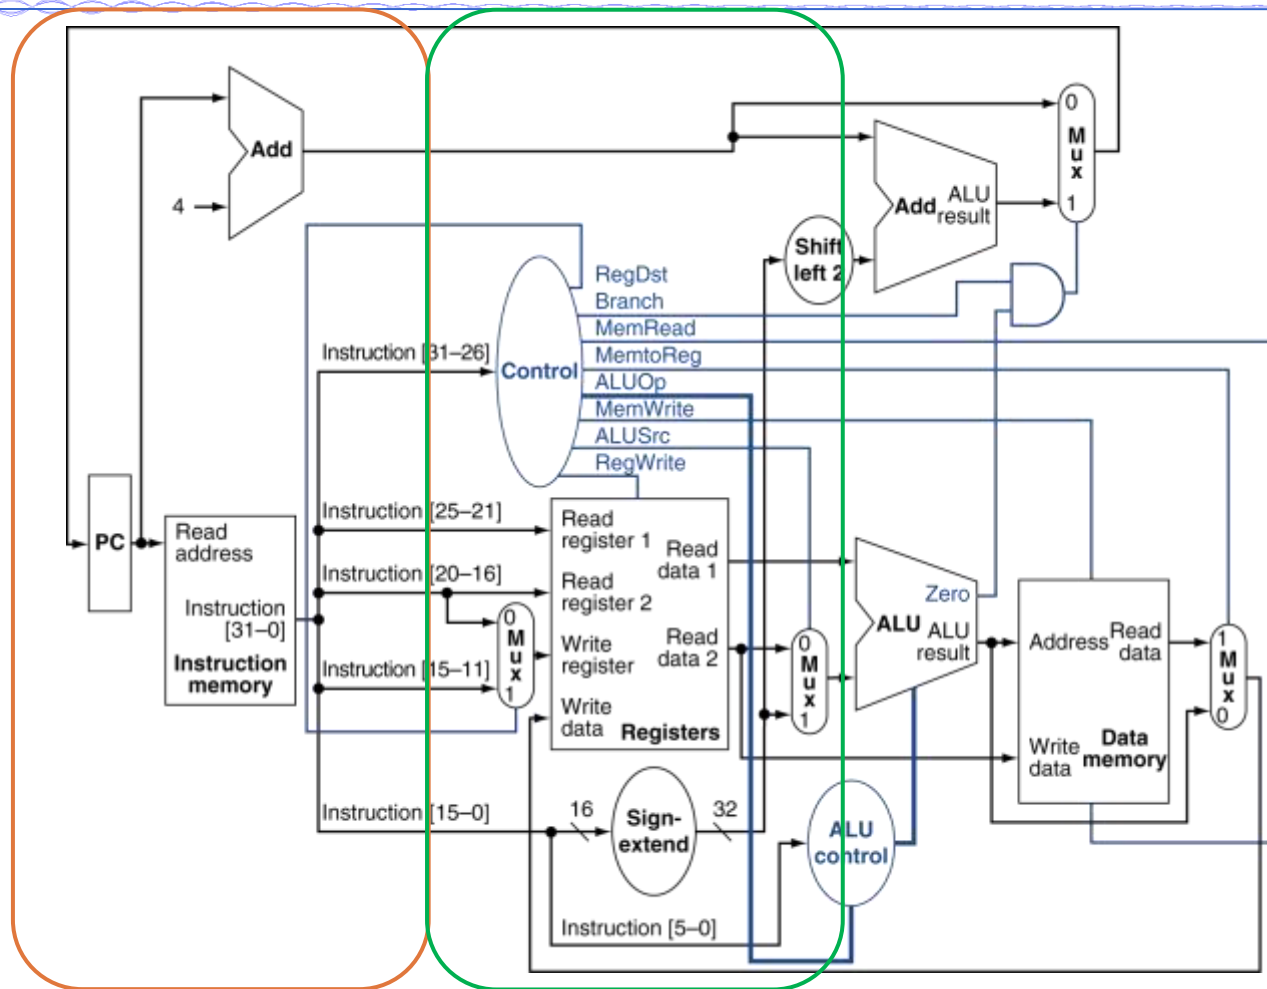 Add
4
0
Mux
1
Add
ALU
result
Shift
left 2
RegDst
Branch
MemRead
MemtoReg
ALUOp
MemWrite
ALUSrc
RegWrite
Control
Instruction [31–26]
Instruction [25–21]
Instruction [20–16]
Instruction [15–11]
Instruction [15–0]
PC
Read
address
Instruction
[31–0]
Instruction
memory
0
Mux
1
Read
register 1
Read
register 2
Write
register
Write
data
Read
data 1
Read
data 2
Registers
0
Mux
1
Zero
ALU
ALU
result
Address
Read
data
Write
data
Data
memory
1
Mux
0
16
Sign-
extend
32
ALU
control
Instruction [5–0]